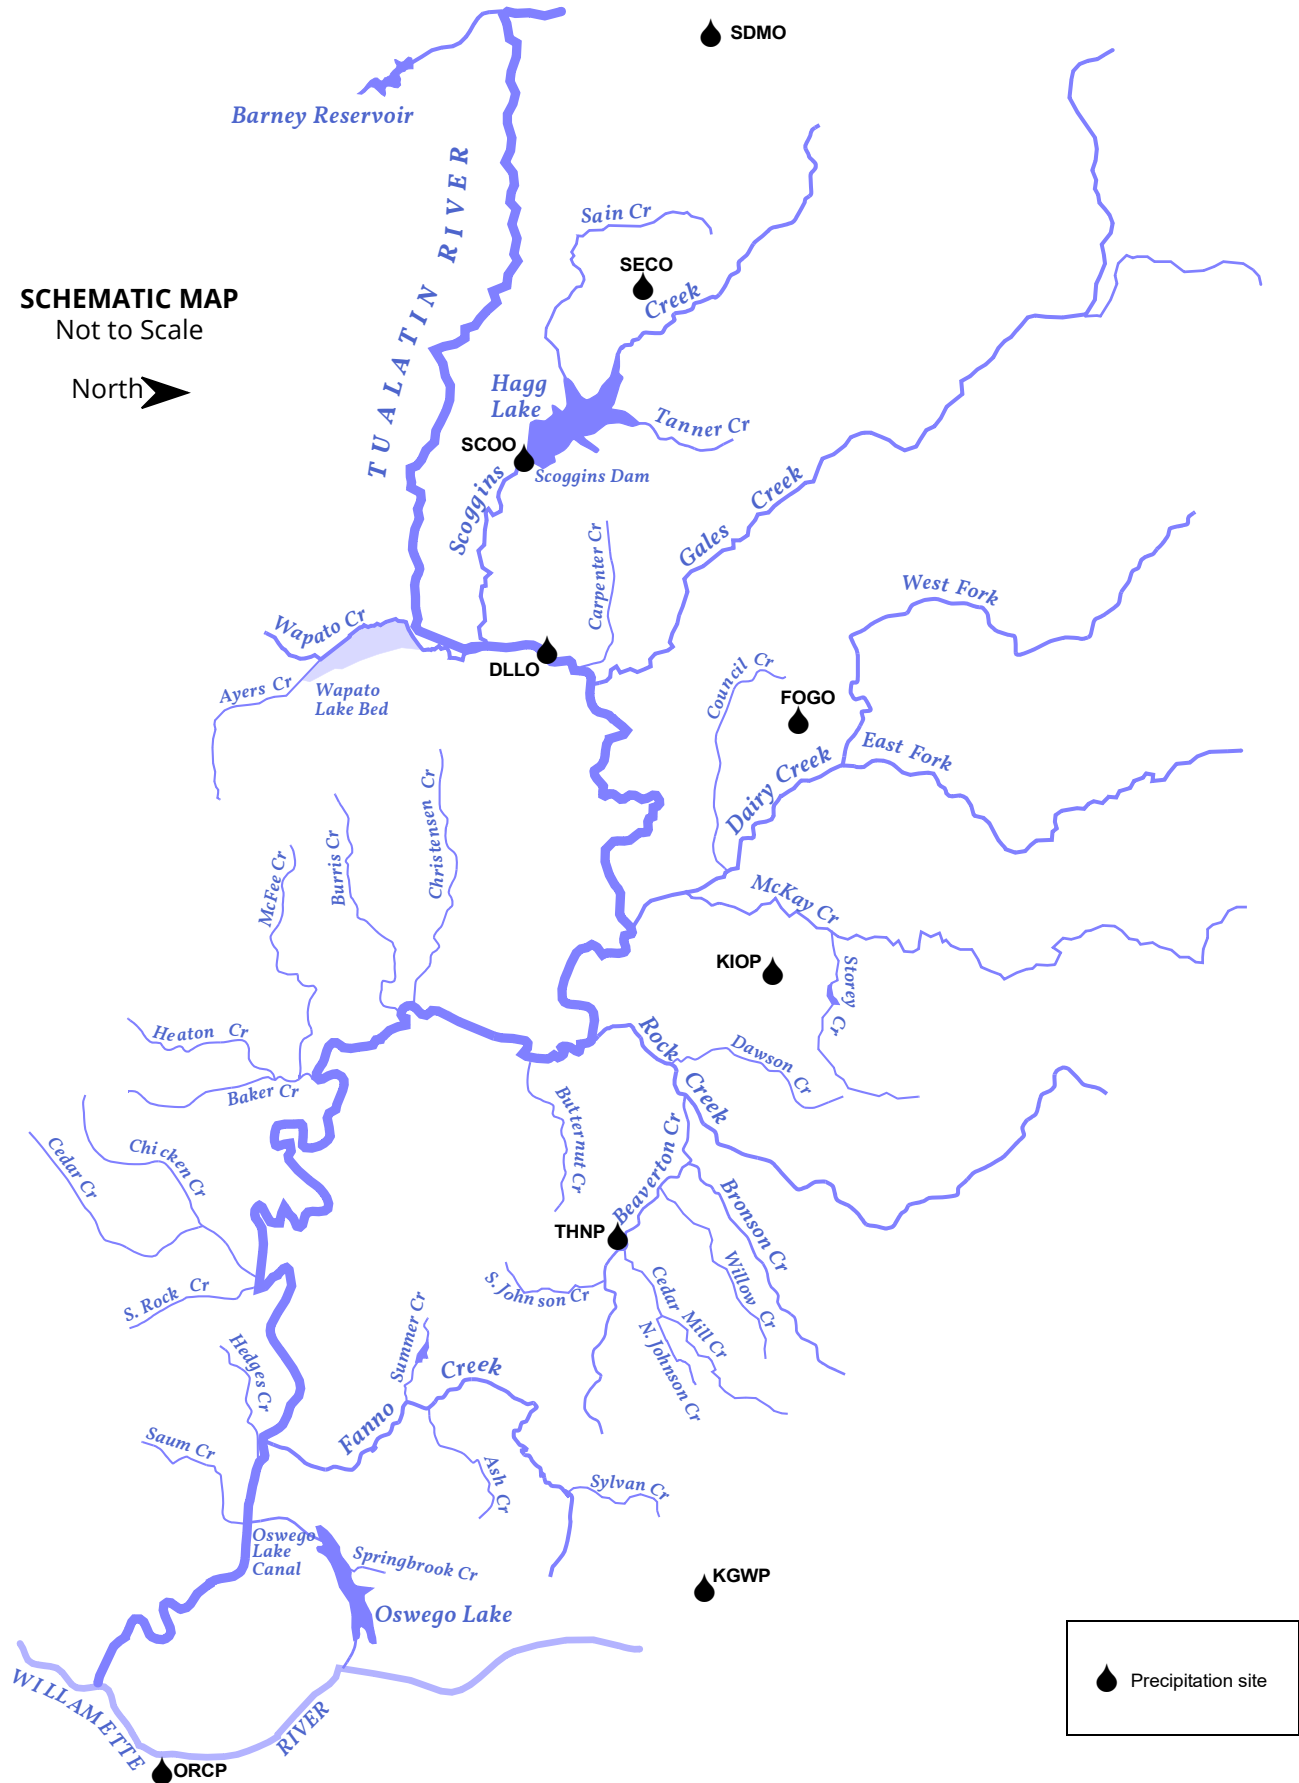 SDMO
Barney Reservoir
TUALATIN RIVER
Sain Cr
SECO
SCHEMATIC MAP
Not to Scale
North
Creek
Hagg
Lake
Tanner Cr
SCOO
Scoggins Dam
Scoggins
Gales Creek
Carpenter Cr
West Fork
Wapato Cr
DLLO
Ayers Cr
Wapato
Lake Bed
Council Cr
FOGO
East Fork
Dairy Creek
Christensen Cr
Burris Cr
McFee Cr
McKay Cr
KIOP
Storey Cr
Rock Creek
Dawson Cr
Heaton Cr
Baker Cr
Butternut Cr
Beaverton Cr
Cedar Cr
Chicken Cr
Bronson Cr
THNP
Willow Cr
S. Johnson Cr
Cedar Mill Cr
N. Johnson Cr
S. Rock Cr
Summer Cr
Hedges Cr
Fanno Creek
Saum Cr
Ash Cr
Sylvan Cr
Oswego
Lake
Canal
Springbrook Cr
KGWP
Oswego Lake
WILLAMETTE RIVER
Precipitation site
ORCP